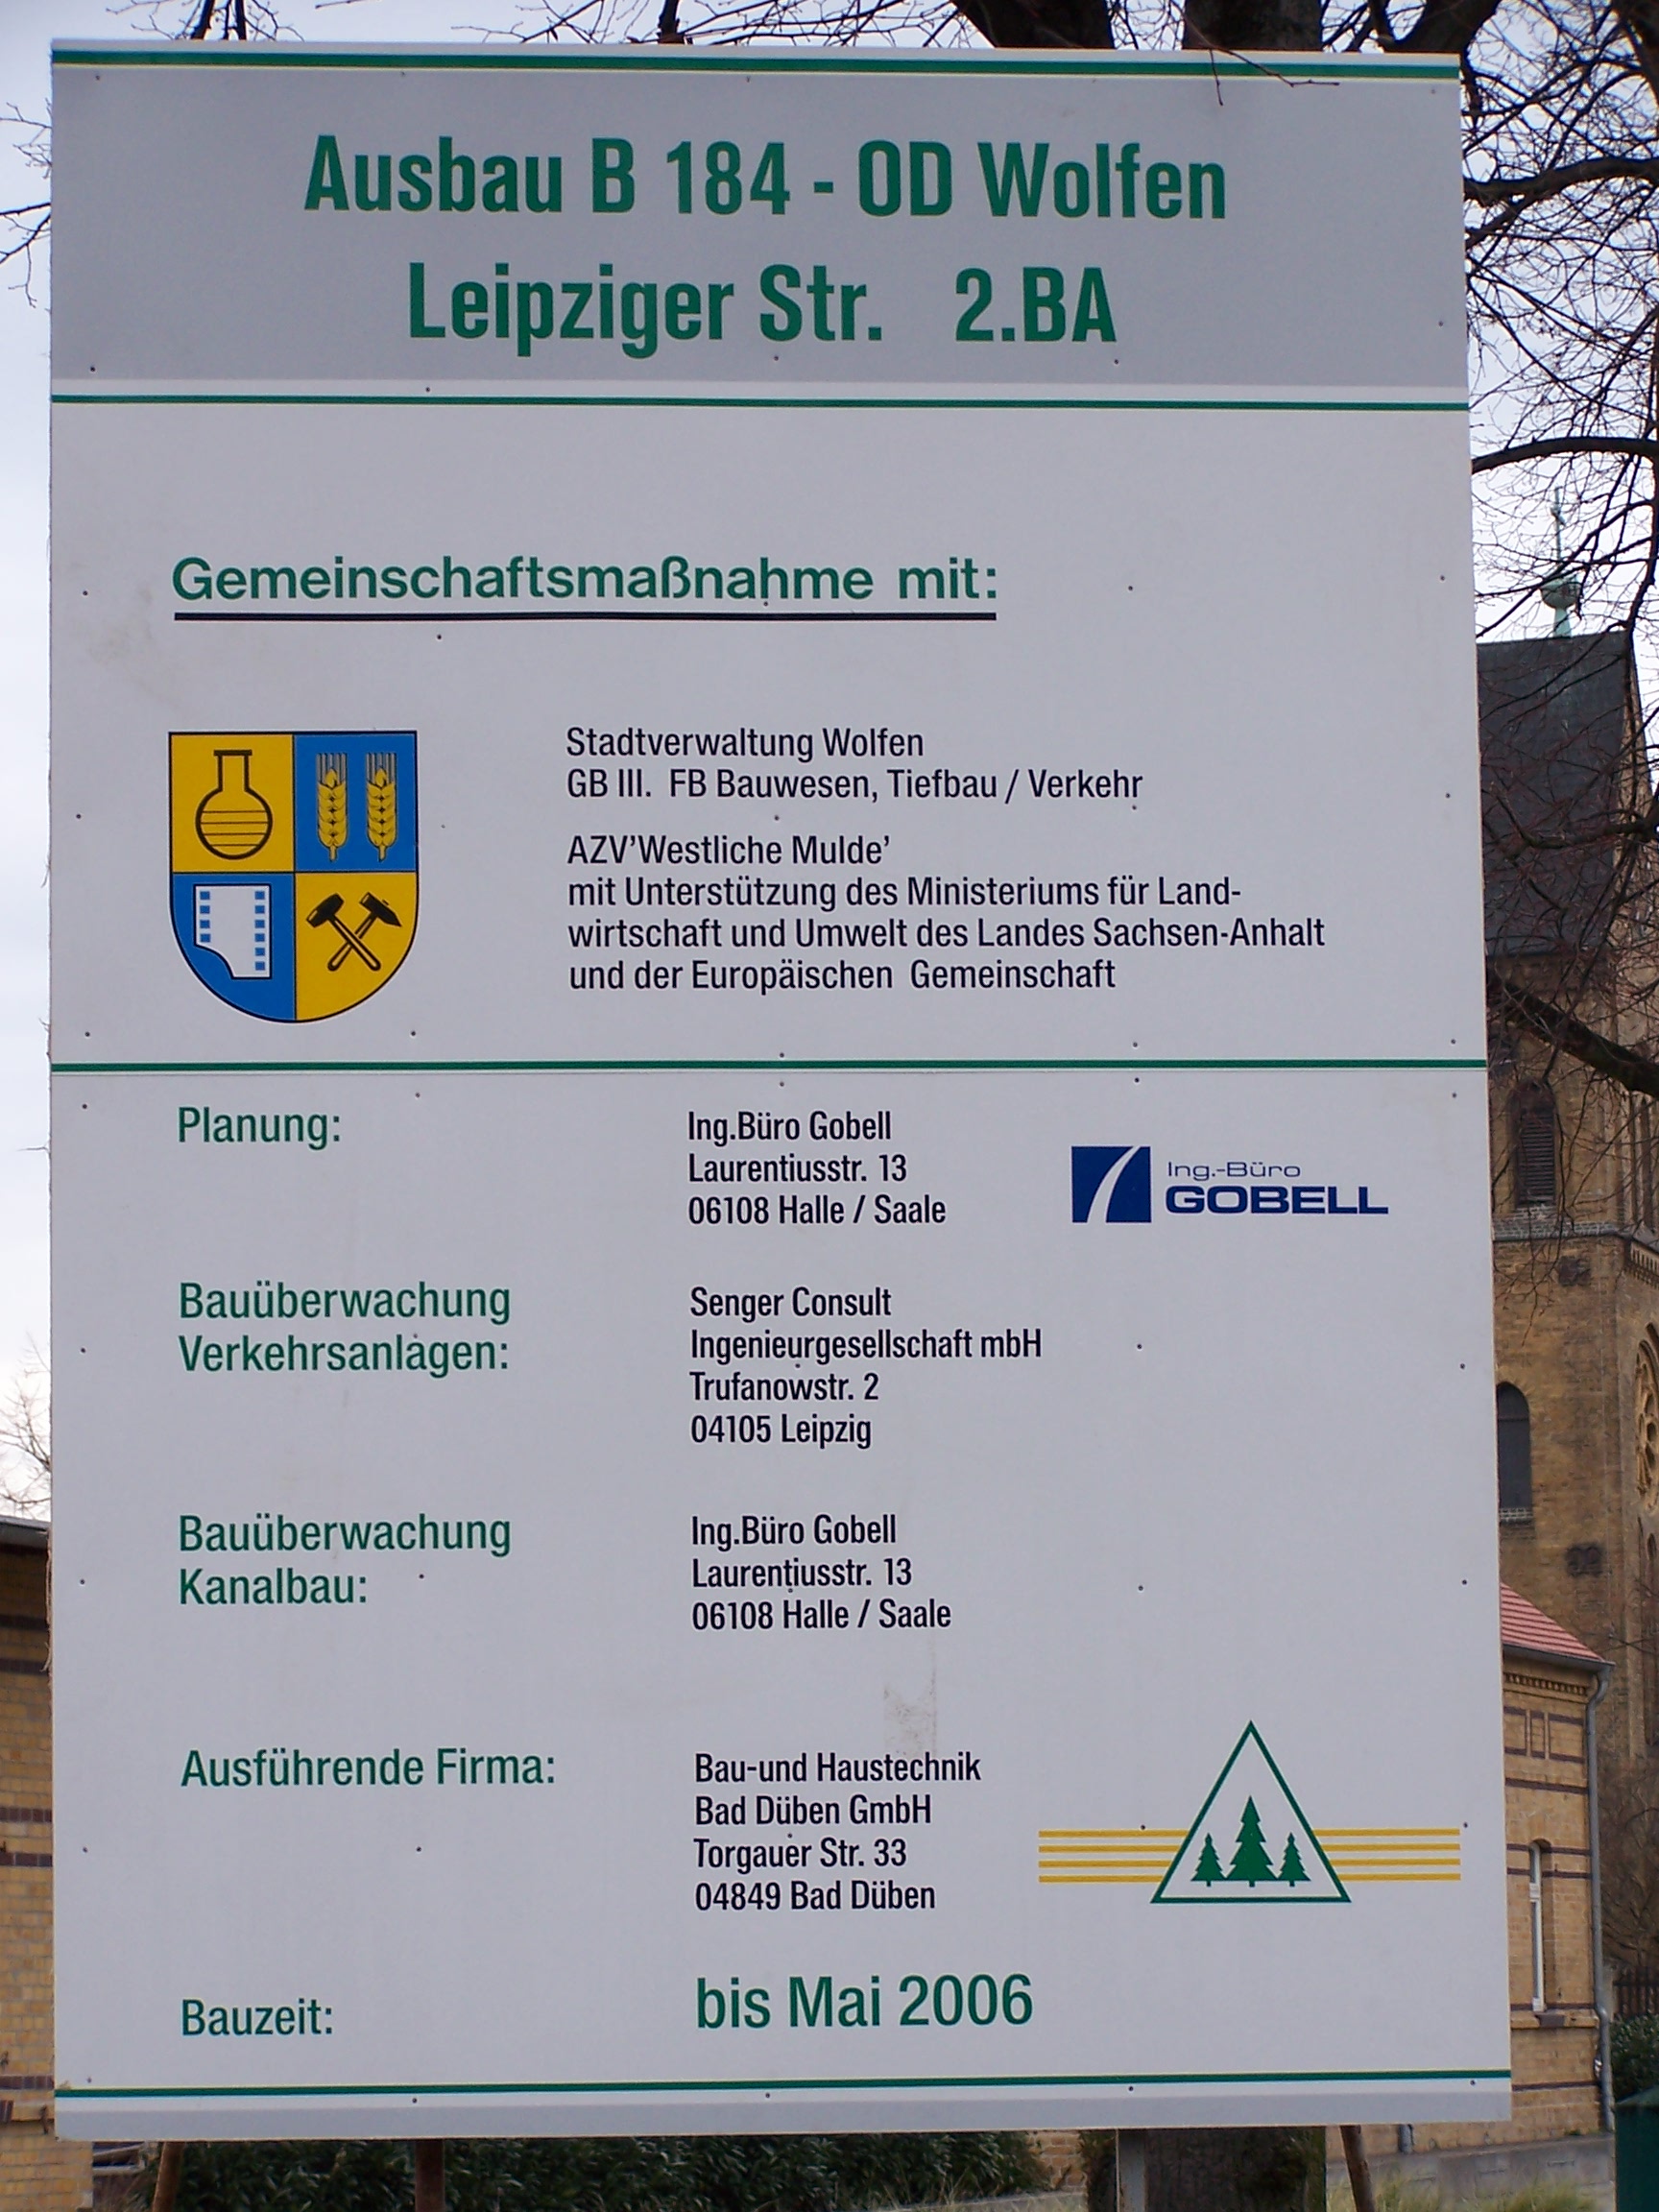 Ausbau B 184 - OD Wolfen
Leipziger Str. 2.BA
Gemeinschaftsmaßnahme mit:
Stadtverwaltung Wolfen
GB III. FB Bauwesen, Tiefbau / Verkehr
AZV'Westliche Mulde'
mit Unterstützung des Ministeriums für Land-
wirtschaft und Umwelt des Landes Sachsen-Anhalt
und der Europäischen Gemeinschaft
Planung:
Ing.Büro Gobell
Laurentiusstr. 13
06108 Halle / Saale
Ing.-Büro
GOBELL
Bauüberwachung
Verkehrsanlagen:
Senger Consult
Ingenieurgesellschaft mbH
Trufanowstr. 2
04105 Leipzig
Bauüberwachung
Kanalbau:
Ing.Büro Gobell
Laurentiusstr. 13
06108 Halle / Saale
Ausführende Firma:
Bau-und Haustechnik
Bad Düben GmbH
Torgauer Str. 33
04849 Bad Düben
Bauzeit:
bis Mai 2006